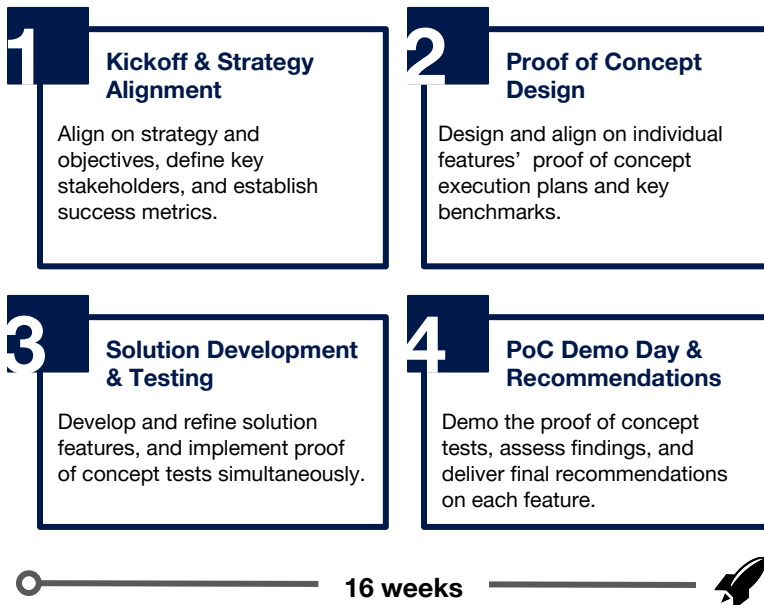 1
Kickoff & Strategy
Alignment
Align on strategy and
objectives, define key
stakeholders, and establish
success metrics.
2
Proof of Concept
Design
Design and align on individual
features’ proof of concept
execution plans and key
benchmarks.
3
Solution Development
& Testing
Develop and refine solution
features, and implement proof
of concept tests simultaneously.
4
PoC Demo Day &
Recommendations
Demo the proof of concept
tests, assess findings, and
deliver final recommendations
on each feature.
16 weeks